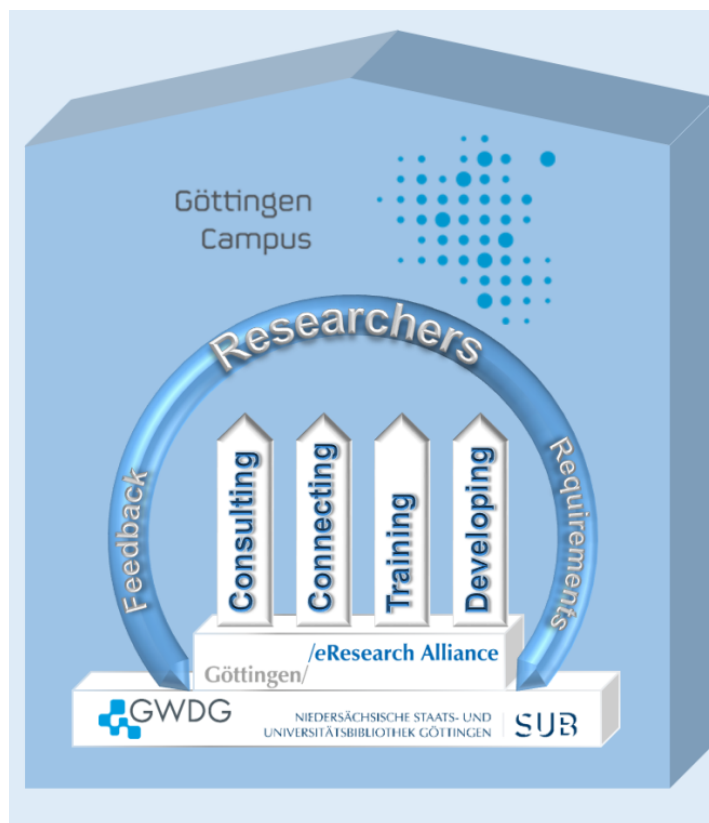 Göttingen
Campus
Researchers
Feedback
Requirements
Consulting
Connecting
Training
Developing
/eResearch Alliance
Göttingen/
GWDG
NIEDERSÄCHSISCHE STAATS- UND
UNIVERSITÄTSBIBLIOTHEK GÖTTINGEN
SUB